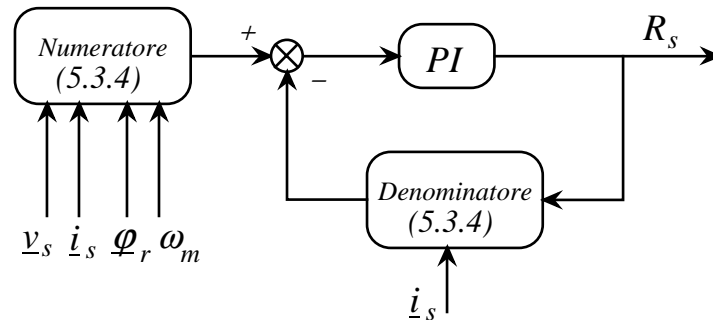 Numeratore
(5.3.4)
+
−
PI
R_s
Denominatore
(5.3.4)
v_s i_s φ_r ω_m
i_s